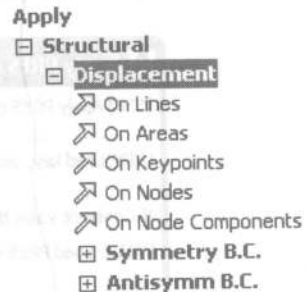 Apply
Structural
Displacement
On Lines
On Areas
On Keypoints
On Nodes
On Node Components
Symmetry B.C.
Antisymm B.C.